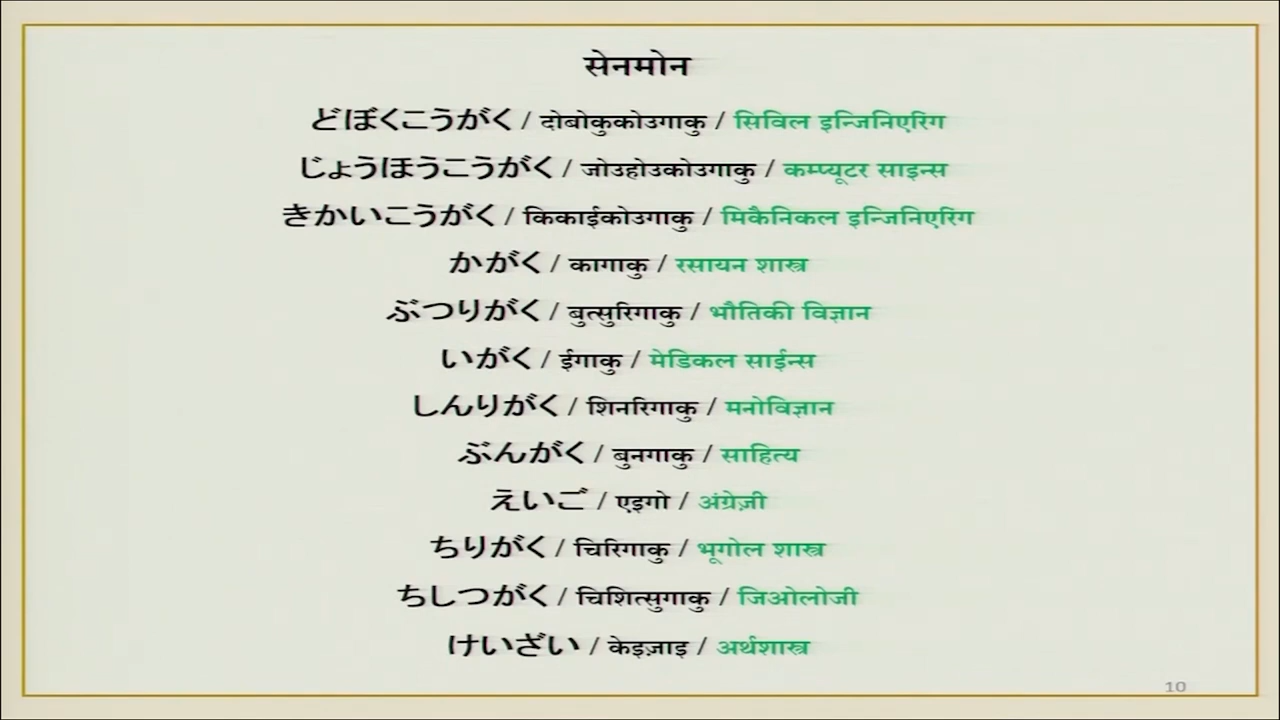 सेनमोन
どぼくこうがく / दोबोकुकोउगाकु / सिविल इन्जिनिएरिंग
じょうほうこうがく / जोउहोउकोउगाकु / कम्प्यूटर साइन्स
きかいこうがく / किकाईकोउगाकु / मिकैनिकल इन्जिनिएरिंग
かがく / कागाकु / रसायन शास्त्र
ぶつりがく / बुत्सुरिगाकु / भौतिकी विज्ञान
いがく / ईगाकु / मेडिकल साईन्स
しんりがく / शिनरिगाकु / मनोविज्ञान
ぶんがく / बुनगाकु / साहित्य
えいご / एइगो / अंग्रेज़ी
ちりがく / चिरिगाकु / भूगोल शास्त्र
ちしつがく / चिशित्सुगाकु / जिओलोजी
けいざい / केइज़ाइ / अर्थशास्त्र
10